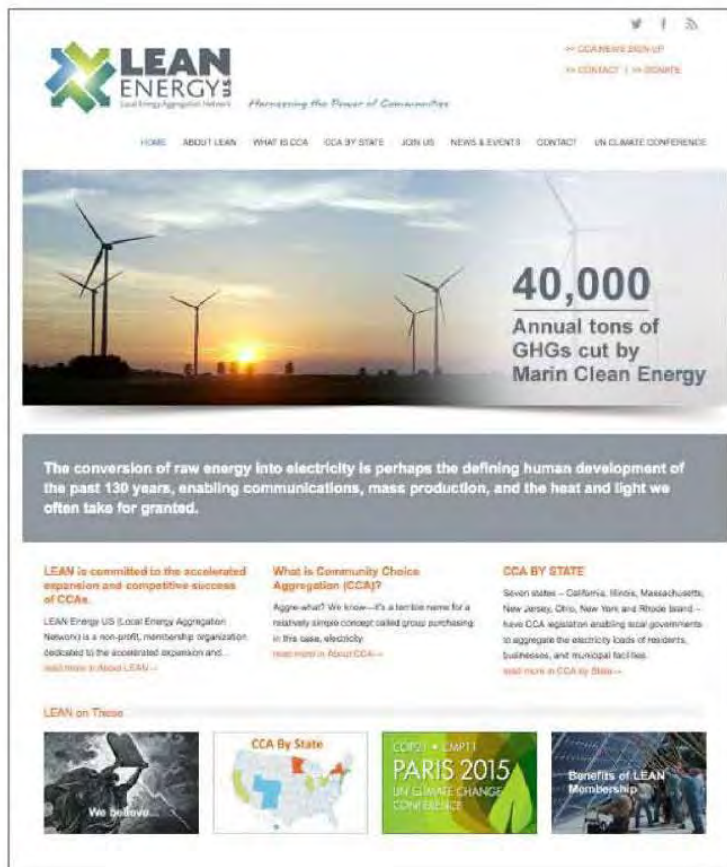 >> CCA NEWS SIGN-UP
>> CONTACT | >> DONATE
LEAN
ENERGY US
Local Energy Aggregation Network
Harnessing the Power of Communities
HOME ABOUT LEAN WHAT IS CCA CCA BY STATE JOIN US NEWS & EVENTS CONTACT UN CLIMATE CONFERENCE
40,000
Annual tons of
GHGs cut by
Marin Clean Energy
The conversion of raw energy into electricity is perhaps the defining human development of
the past 130 years, enabling communications, mass production, and the heat and light we
often take for granted.
LEAN is committed to the accelerated
expansion and competitive success
of CCAs.
LEAN Energy US (Local Energy Aggregation
Network) is a non-profit, membership organization
dedicated to the accelerated expansion and...
read more in About LEAN→
What is Community Choice
Aggregation (CCA)?
Aggre-what? We know—it's a terrible name for a
relatively simple concept called group purchasing
in this case, electricity.
read more in About CCA→
CCA BY STATE
Seven states – California, Illinois, Massachusetts,
New Jersey, Ohio, New York and Rhode Island –
have CCA legislation enabling local governments
to aggregate the electricity loads of residents,
businesses, and municipal facilities.
read more in CCA by State→
LEAN on These
We believe...
CCA By State
COP21 • CMP11
PARIS 2015
UN CLIMATE CHANGE
CONFERENCE
Benefits of LEAN
Membership